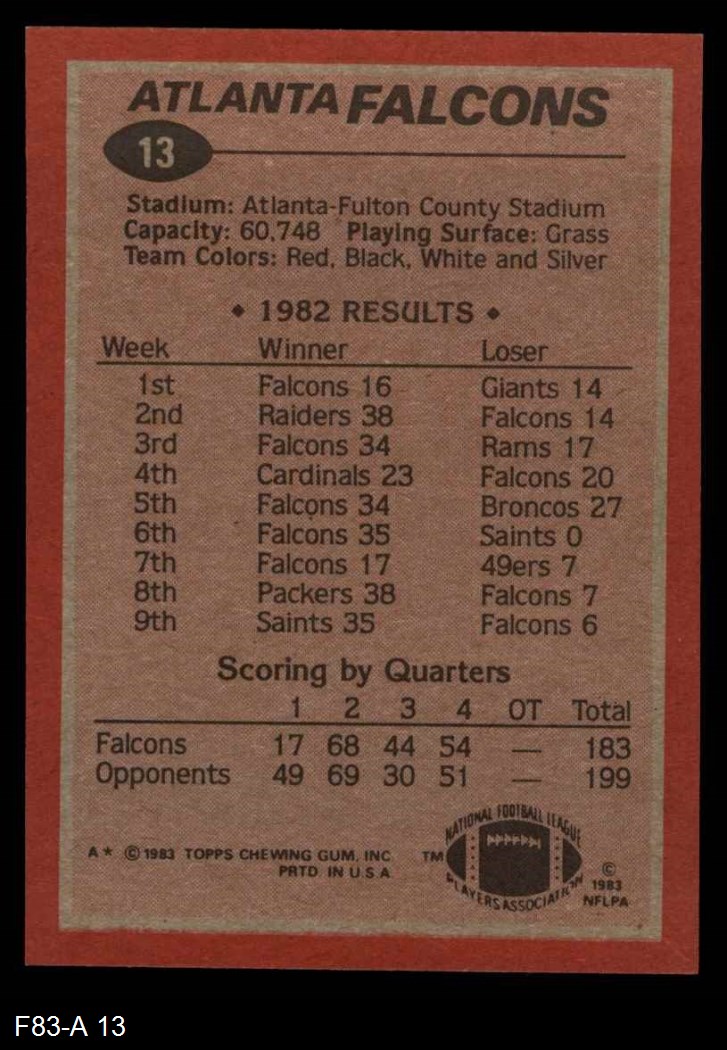 ATLANTA FALCONS
13
Stadium: Atlanta-Fulton County Stadium
Capacity: 60,748 Playing Surface: Grass
Team Colors: Red, Black, White and Silver
• 1982 RESULTS •
Week Winner Loser
1st Falcons 16 Giants 14
2nd Raiders 38 Falcons 14
3rd Falcons 34 Rams 17
4th Cardinals 23 Falcons 20
5th Falcons 34 Broncos 27
6th Falcons 35 Saints 0
7th Falcons 17 49ers 7
8th Packers 38 Falcons 7
9th Saints 35 Falcons 6
Scoring by Quarters
1 2 3 4 OT Total
Falcons 17 68 44 54 — 183
Opponents 49 69 30 51 — 199
A* © 1983 TOPPS CHEWING GUM, INC.
PRTD. IN U.S.A.
TM
NATIONAL FOOTBALL LEAGUE
PLAYERS ASSOCIATION
©
1983
NFLPA
F83-A 13